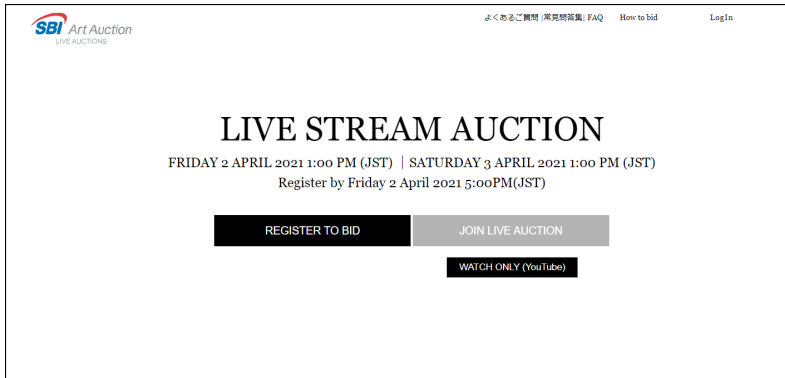 SBI Art Auction
LIVE AUCTIONS
よくあるご質問 |常見問答集| FAQ How to bid LogIn
LIVE STREAM AUCTION
FRIDAY 2 APRIL 2021 1:00 PM (JST) | SATURDAY 3 APRIL 2021 1:00 PM (JST)
Register by Friday 2 April 2021 5:00PM(JST)
REGISTER TO BID JOIN LIVE AUCTION
WATCH ONLY (YouTube)